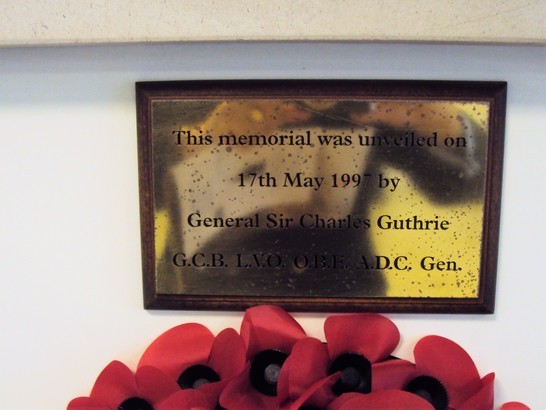 This memorial was unveiled on
17th May 1997 by
General Sir Charles Guthrie
G.C.B. L.V.O. O.B.E. A.D.C. Gen.